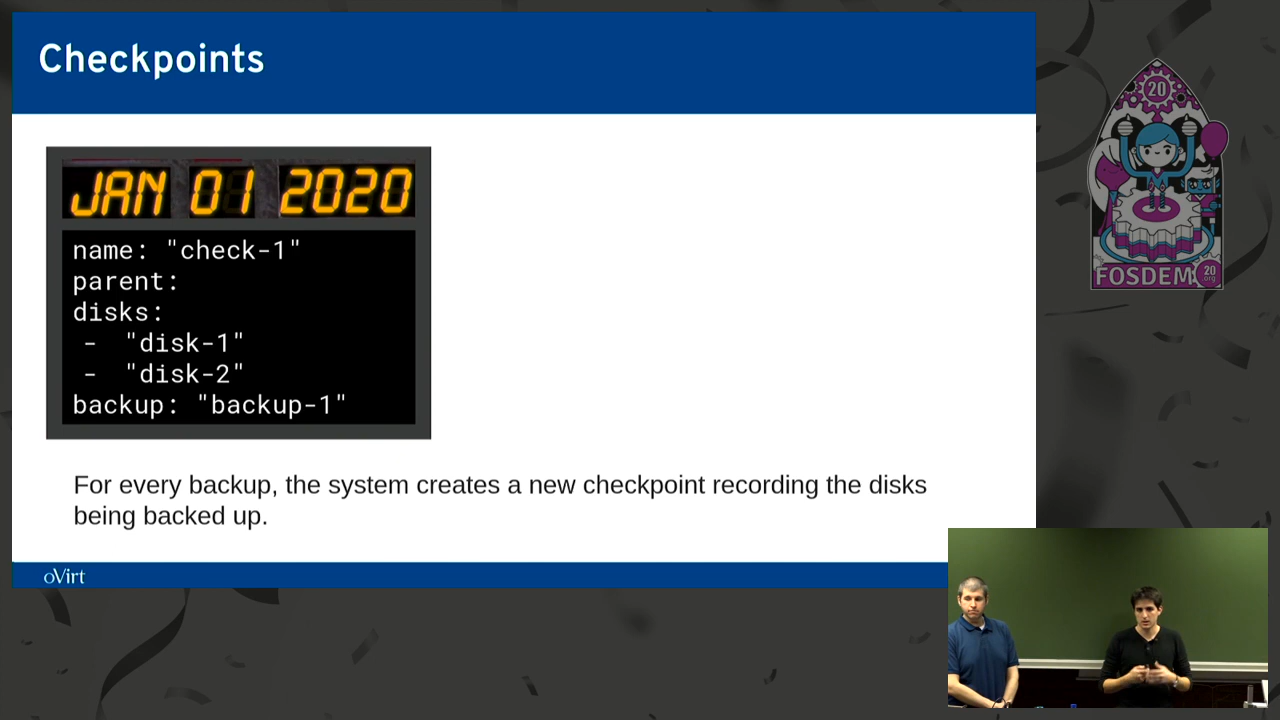 Checkpoints
JAN 01 2020
name: "check-1"
parent:
disks:
- "disk-1"
- "disk-2"
backup: "backup-1"
For every backup, the system creates a new checkpoint recording the disks
being backed up.
oVirt
20
FOSDEM
20
.org